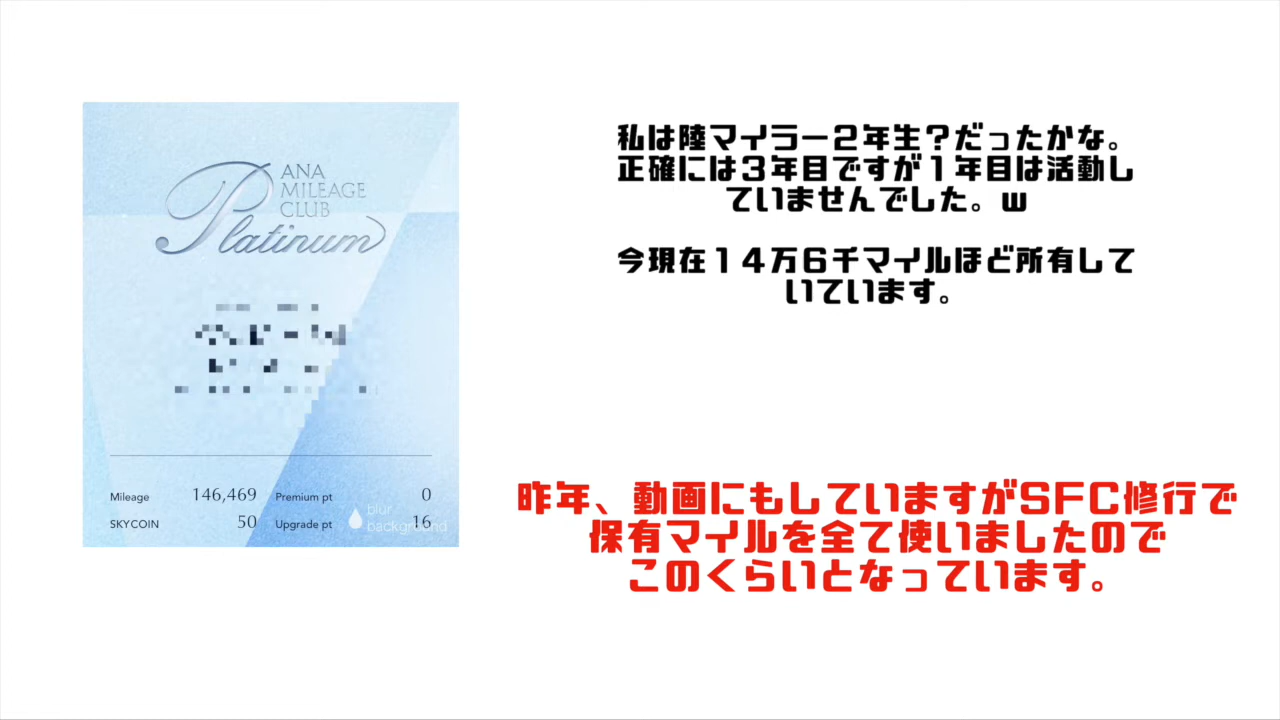 ANA
MILEAGE
CLUB
Platinum
Mileage 146,469 Premium pt 0
SKYCOIN 50 Upgrade pt 16
blur
background
私は陸マイラー２年生？だったかな。
正確には３年目ですが１年目は活動し
ていませんでした。w
今現在１４万６千マイルほど所有して
いています。
昨年、動画にもしていますがSFC修行で
保有マイルを全て使いましたので
このくらいとなっています。